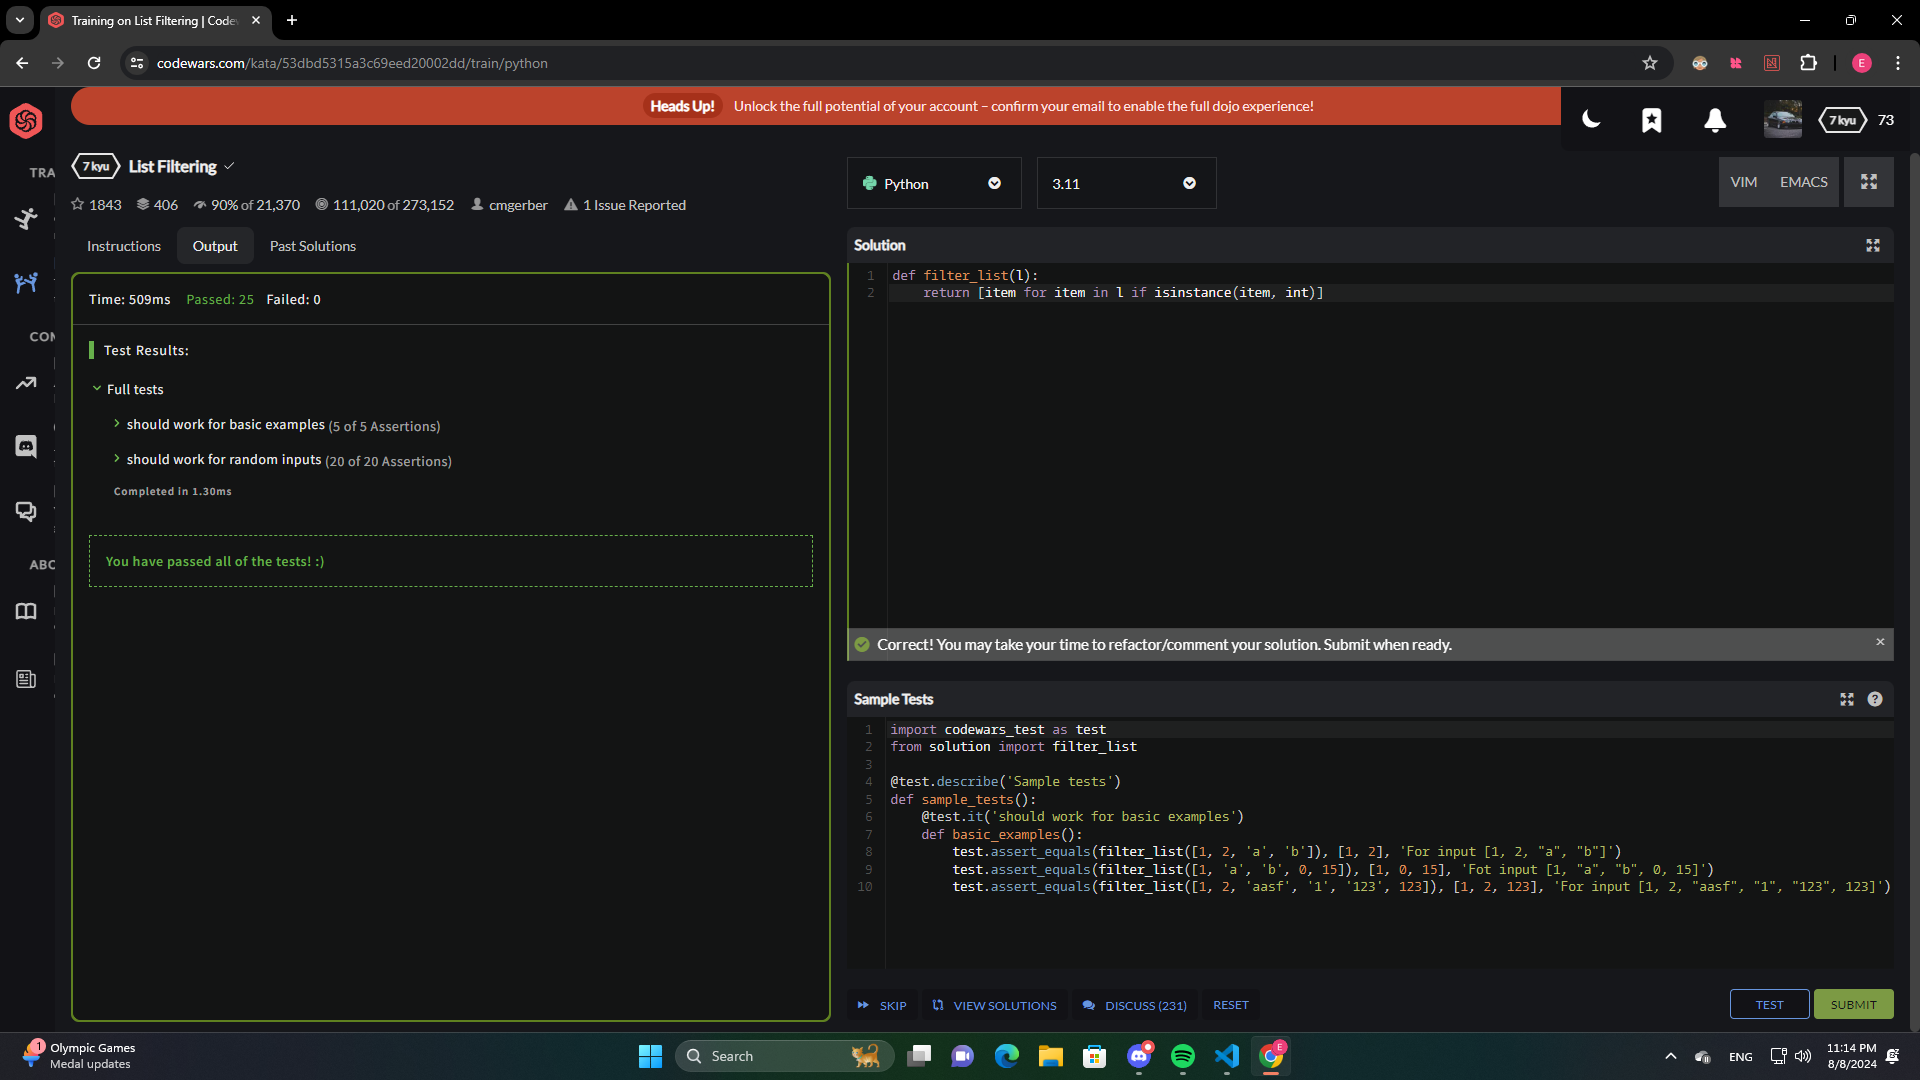 Training on List Filtering | Codew
codewars.com/kata/53dbd5315a3c69eed20002dd/train/python
E
Heads Up! Unlock the full potential of your account – confirm your email to enable the full dojo experience!
7 kyu 73
TRA
COM
ABO
7 kyu List Filtering
1843 406 90% of 21,370 111,020 of 273,152 cmgerber 1 Issue Reported
Instructions Output Past Solutions
Time: 509ms Passed: 25 Failed: 0
Test Results:
Full tests
should work for basic examples (5 of 5 Assertions)
should work for random inputs (20 of 20 Assertions)
Completed in 1.30ms
You have passed all of the tests! :)
Python 3.11 VIM EMACS
Solution
1 def filter_list(l):
2 return [item for item in l if isinstance(item, int)]
Correct! You may take your time to refactor/comment your solution. Submit when ready.
Sample Tests
1 import codewars_test as test
2 from solution import filter_list
3
4 @test.describe('Sample tests')
5 def sample_tests():
6 @test.it('should work for basic examples')
7 def basic_examples():
8 test.assert_equals(filter_list([1, 2, 'a', 'b']), [1, 2], 'For input [1, 2, "a", "b"]')
9 test.assert_equals(filter_list([1, 'a', 'b', 0, 15]), [1, 0, 15], 'Fot input [1, "a", "b", 0, 15]')
10 test.assert_equals(filter_list([1, 2, 'aasf', '1', '123', 123]), [1, 2, 123], 'For input [1, 2, "aasf", "1", "123", 123]')
SKIP VIEW SOLUTIONS DISCUSS (231) RESET TEST SUBMIT
1
Olympic Games
Medal updates
Search
E
ENG
11:14 PM
8/8/2024